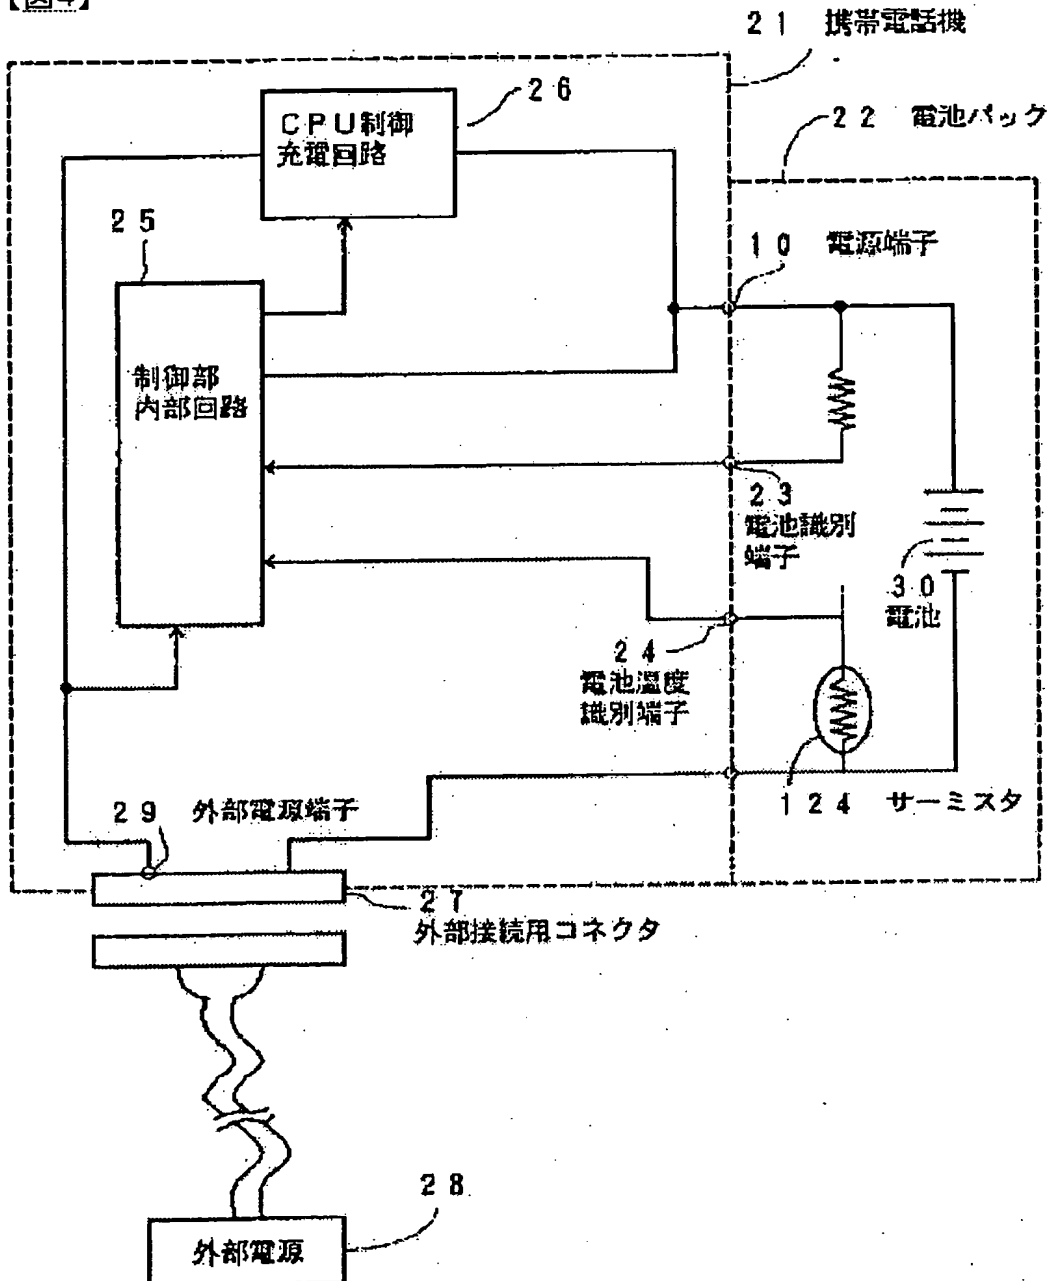 【図4】
21 携帯電話機
26
CPU制御
充電回路
22 電池パック
25
10 電源端子
制御部
内部回路
23
電池識別
端子
30
電池
24
電池温度
識別端子
124 サーミスタ
29 外部電源端子
27
外部接続用コネクタ
28
外部電源